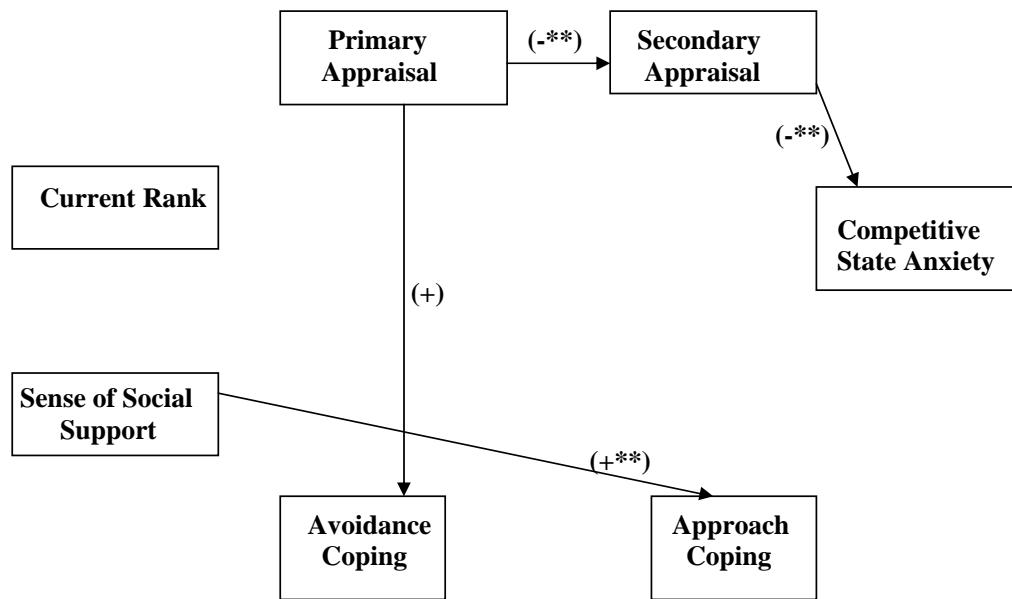 Primary
Appraisal
(-**)
Secondary
Appraisal
(-**)
Current Rank
Competitive
State Anxiety
(+)
Sense of Social
Support
(+**)
Avoidance
Coping
Approach
Coping